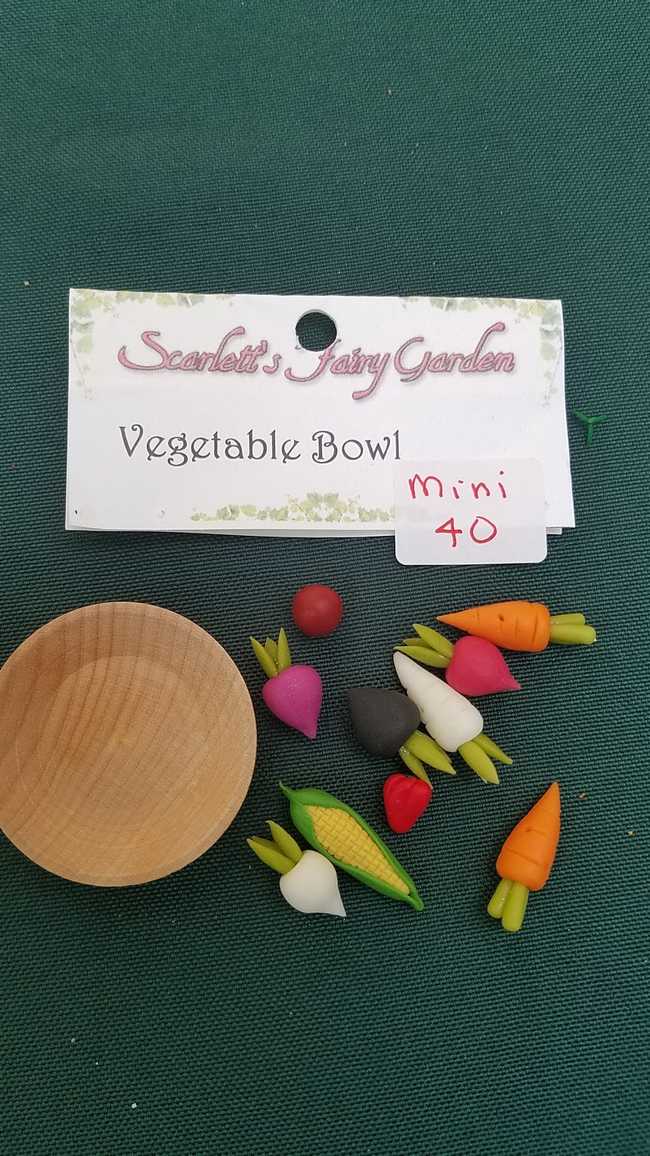 Scarlett's Fairy Garden
Vegetable Bowl
mini
40